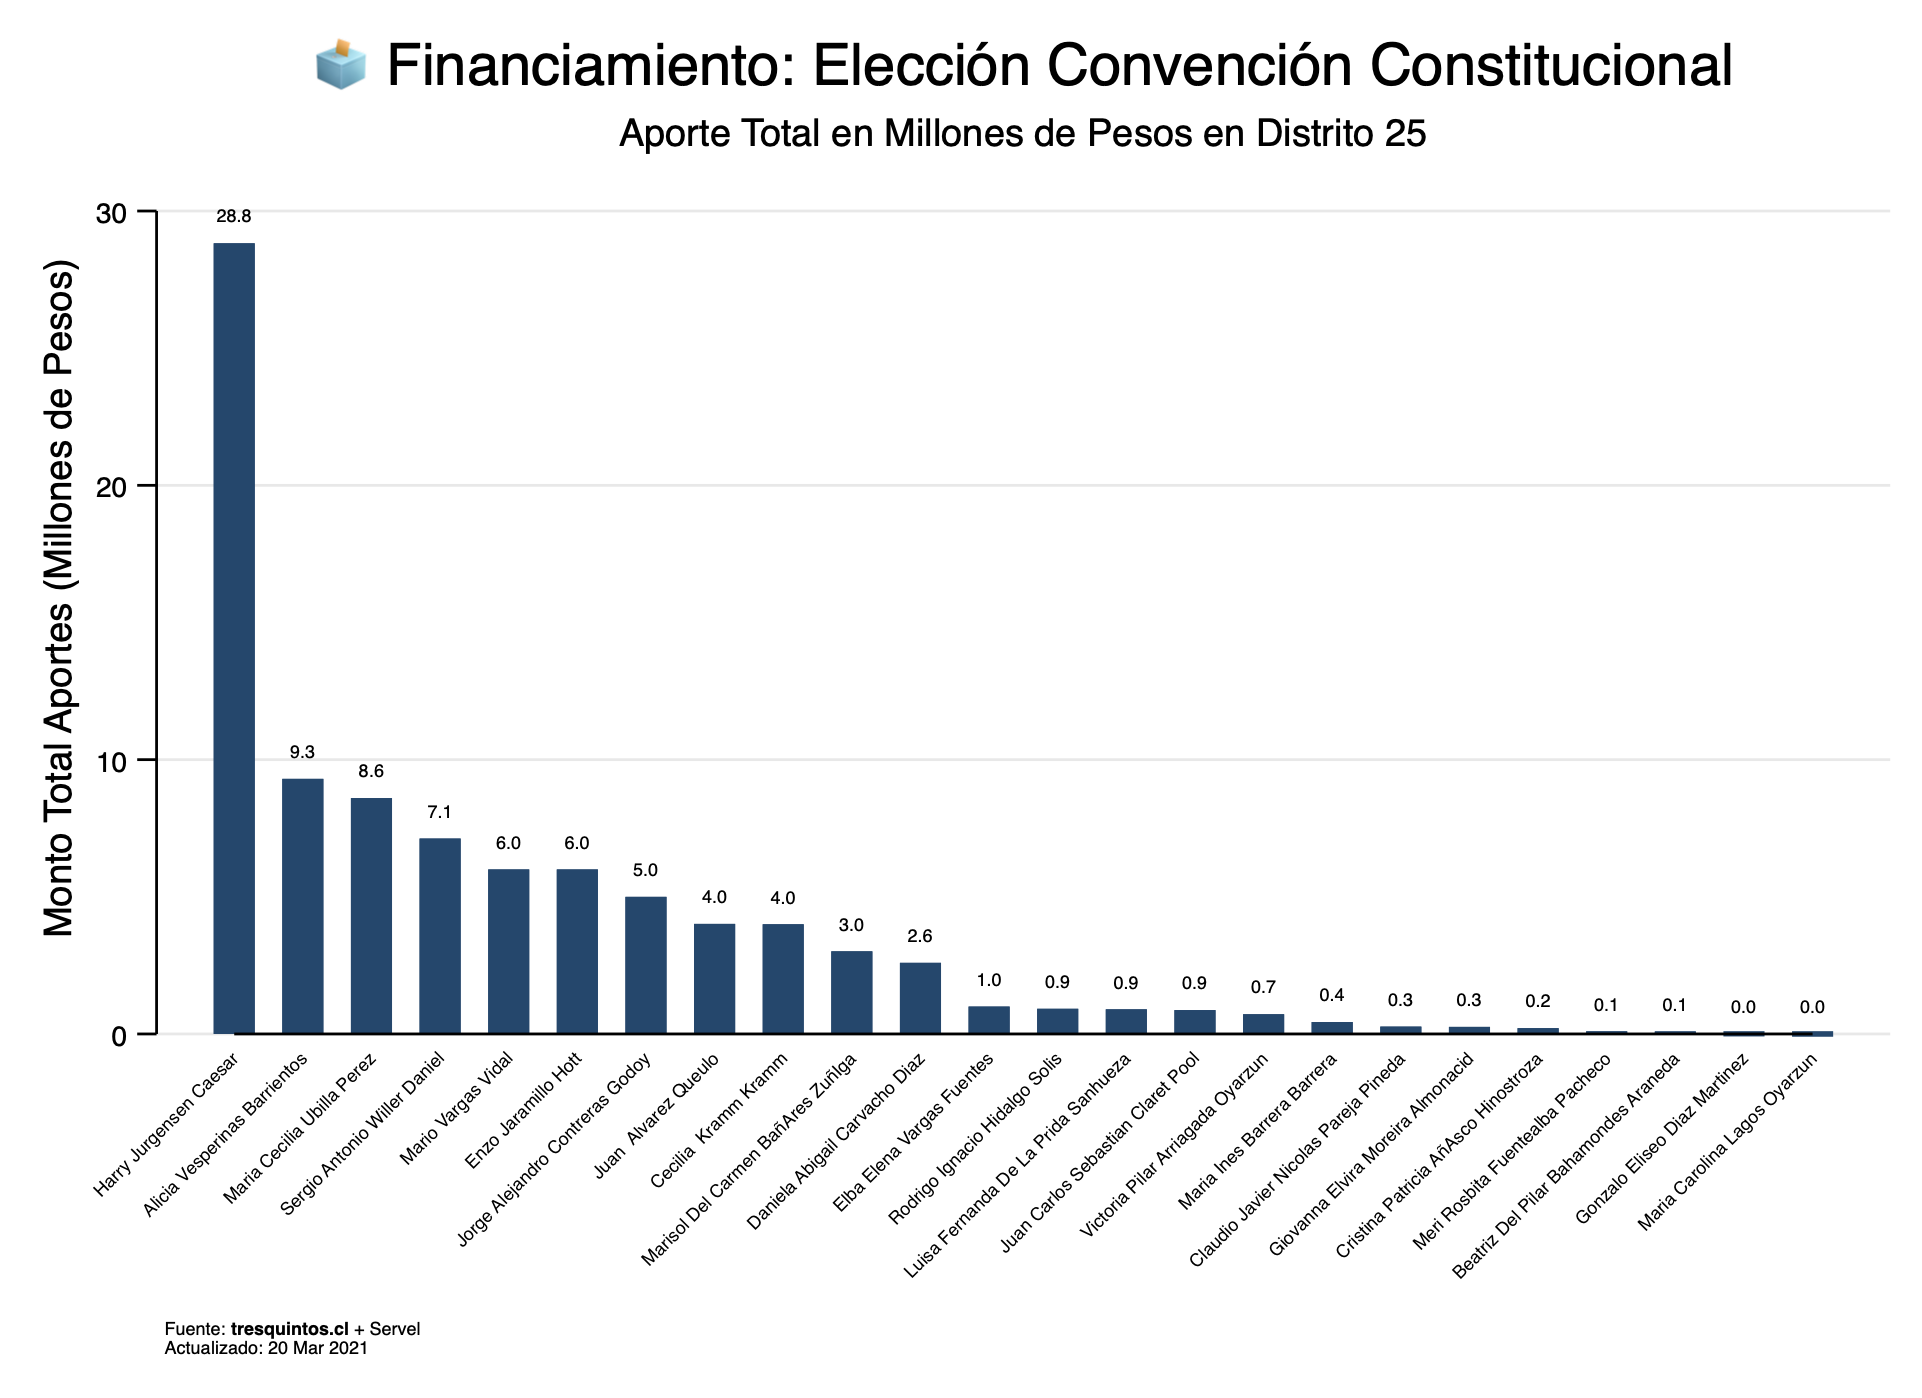 Financiamiento: Elección Convención Constitucional
Aporte Total en Millones de Pesos en Distrito 25
Monto Total Aportes (Millones de Pesos)
30
20
10
0
28.8
9.3
8.6
7.1
6.0
6.0
5.0
4.0
4.0
3.0
2.6
1.0
0.9
0.9
0.9
0.7
0.4
0.3
0.3
0.2
0.1
0.1
0.0
0.0
Harry Jurgensen Caesar
Alicia Vesperinas Barrientos
Maria Cecilia Ubilla Perez
Sergio Antonio Willer Daniel
Mario Vargas Vidal
Enzo Jaramillo Hott
Jorge Alejandro Contreras Godoy
Juan Alvarez Queulo
Cecilia Kramm Kramm
Marisol Del Carmen BañAres ZuñIga
Daniela Abigail Carvacho Diaz
Elba Elena Vargas Fuentes
Rodrigo Ignacio Hidalgo Solis
Luisa Fernanda De La Prida Sanhueza
Juan Carlos Sebastian Claret Pool
Victoria Pilar Arriagada Oyarzun
Maria Ines Barrera Barrera
Claudio Javier Nicolas Pareja Pineda
Giovanna Elvira Moreira Almonacid
Cristina Patricia AñAsco Hinostroza
Meri Rosbita Fuentealba Pacheco
Beatriz Del Pilar Bahamondes Araneda
Gonzalo Eliseo Diaz Martinez
Maria Carolina Lagos Oyarzun
Fuente: tresquintos.cl + Servel
Actualizado: 20 Mar 2021